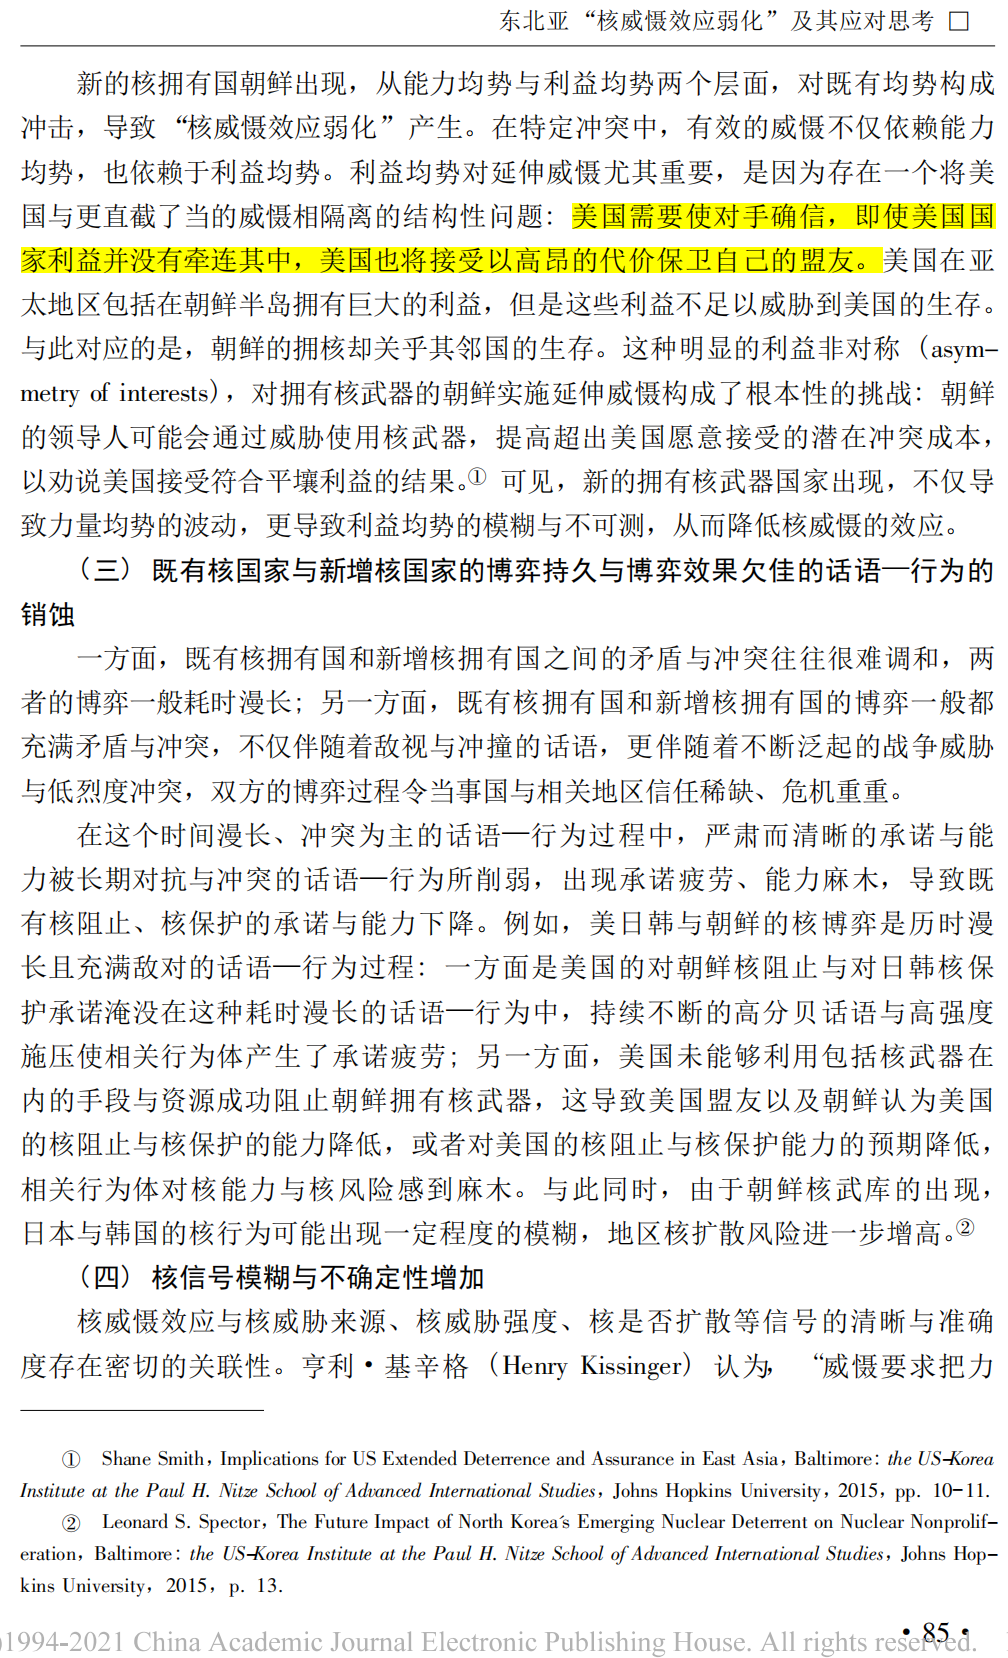 东北亚“核威慑效应弱化”及其应对思考 □
新的核拥有国朝鲜出现，从能力均势与利益均势两个层面，对既有均势构成
冲击，导致“核威慑效应弱化”产生。在特定冲突中，有效的威慑不仅依赖能力
均势，也依赖于利益均势。利益均势对延伸威慑尤其重要，是因为存在一个将美
国与更直截了当的威慑相隔离的结构性问题：美国需要使对手确信，即使美国国
家利益并没有牵连其中，美国也将接受以高昂的代价保卫自己的盟友。美国在亚
太地区包括在朝鲜半岛拥有巨大的利益，但是这些利益不足以威胁到美国的生存。
与此对应的是，朝鲜的拥核却关乎其邻国的生存。这种明显的利益非对称（asym-
metry of interests），对拥有核武器的朝鲜实施延伸威慑构成了根本性的挑战：朝鲜
的领导人可能会通过威胁使用核武器，提高超出美国愿意接受的潜在冲突成本，
以劝说美国接受符合平壤利益的结果。① 可见，新的拥有核武器国家出现，不仅导
致力量均势的波动，更导致利益均势的模糊与不可测，从而降低核威慑的效应。
（三）既有核国家与新增核国家的博弈持久与博弈效果欠佳的话语—行为的
销蚀
一方面，既有核拥有国和新增核拥有国之间的矛盾与冲突往往很难调和，两
者的博弈一般耗时漫长；另一方面，既有核拥有国和新增核拥有国的博弈一般都
充满矛盾与冲突，不仅伴随着敌视与冲撞的话语，更伴随着不断泛起的战争威胁
与低烈度冲突，双方的博弈过程令当事国与相关地区信任稀缺、危机重重。
在这个时间漫长、冲突为主的话语—行为过程中，严肃而清晰的承诺与能
力被长期对抗与冲突的话语—行为所削弱，出现承诺疲劳、能力麻木，导致既
有核阻止、核保护的承诺与能力下降。例如，美日韩与朝鲜的核博弈是历时漫
长且充满敌对的话语—行为过程：一方面是美国的对朝鲜核阻止与对日韩核保
护承诺淹没在这种耗时漫长的话语—行为中，持续不断的高分贝话语与高强度
施压使相关行为体产生了承诺疲劳；另一方面，美国未能够利用包括核武器在
内的手段与资源成功阻止朝鲜拥有核武器，这导致美国盟友以及朝鲜认为美国
的核阻止与核保护的能力降低，或者对美国的核阻止与核保护能力的预期降低，
相关行为体对核能力与核风险感到麻木。与此同时，由于朝鲜核武库的出现，
日本与韩国的核行为可能出现一定程度的模糊，地区核扩散风险进一步增高。②
（四）核信号模糊与不确定性增加
核威慑效应与核威胁来源、核威胁强度、核是否扩散等信号的清晰与准确
度存在密切的关联性。亨利·基辛格（Henry Kissinger）认为，“威慑要求把力
① Shane Smith, Implications for US Extended Deterrence and Assurance in East Asia, Baltimore: the US-Korea
Institute at the Paul H. Nitze School of Advanced International Studies, Johns Hopkins University, 2015, pp. 10-11.
② Leonard S. Spector, The Future Impact of North Korea's Emerging Nuclear Deterrent on Nuclear Nonprolif-
eration, Baltimore: the US-Korea Institute at the Paul H. Nitze School of Advanced International Studies, Johns Hop-
kins University, 2015, p. 13.
·85·
)1994-2021 China Academic Journal Electronic Publishing House. All rights reserved.